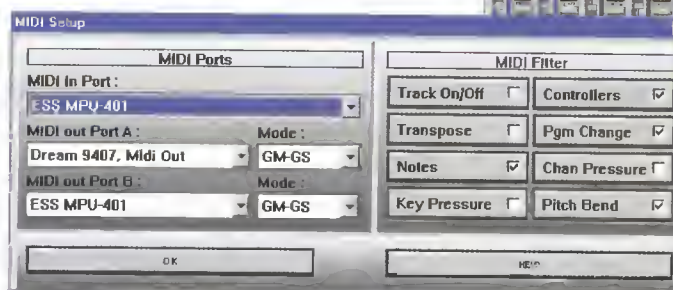 MIDI Setup
MIDI Ports
MIDI In Port :
ESS MPU-401
MIDI out Port A :
Mode :
Dream 9407, Midi Out
GM-GS
MIDI out Port B :
Mode :
ESS MPU-401
GM-GS
MIDI Filter
Track On/Off
Controllers
Transpose
Pgm Change
Notes
Chan Pressure
Key Pressure
Pitch Bend
OK
HELP